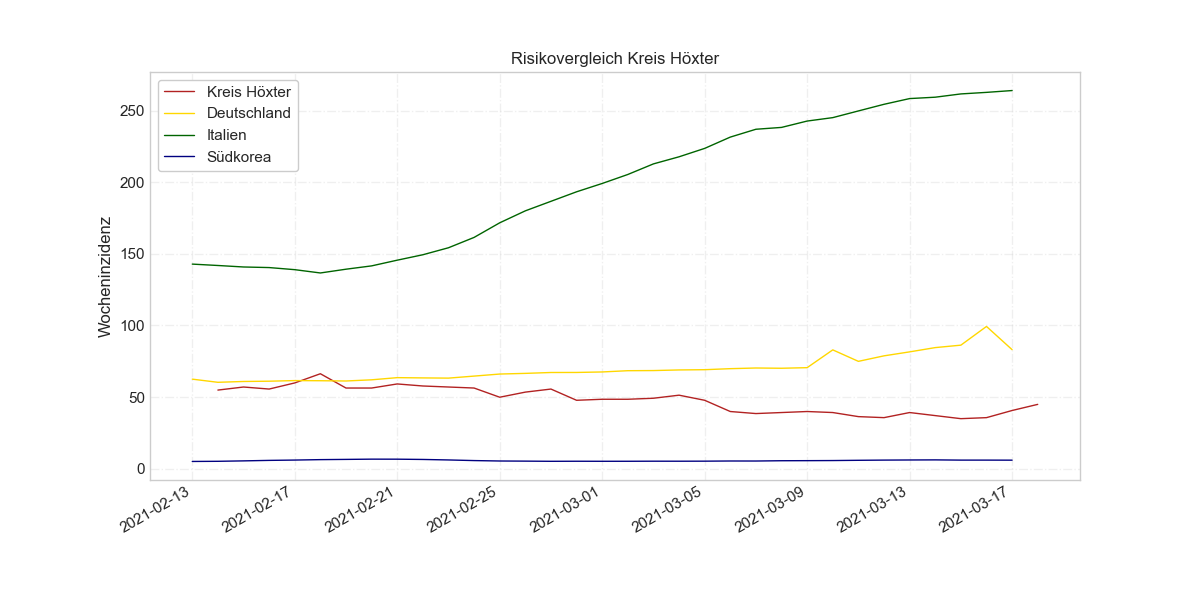 Risikovergleich Kreis Höxter
Kreis Höxter
Deutschland
Italien
Südkorea
Wocheninzidenz
250
200
150
100
50
0
2021-02-13
2021-02-17
2021-02-21
2021-02-25
2021-03-01
2021-03-05
2021-03-09
2021-03-13
2021-03-17